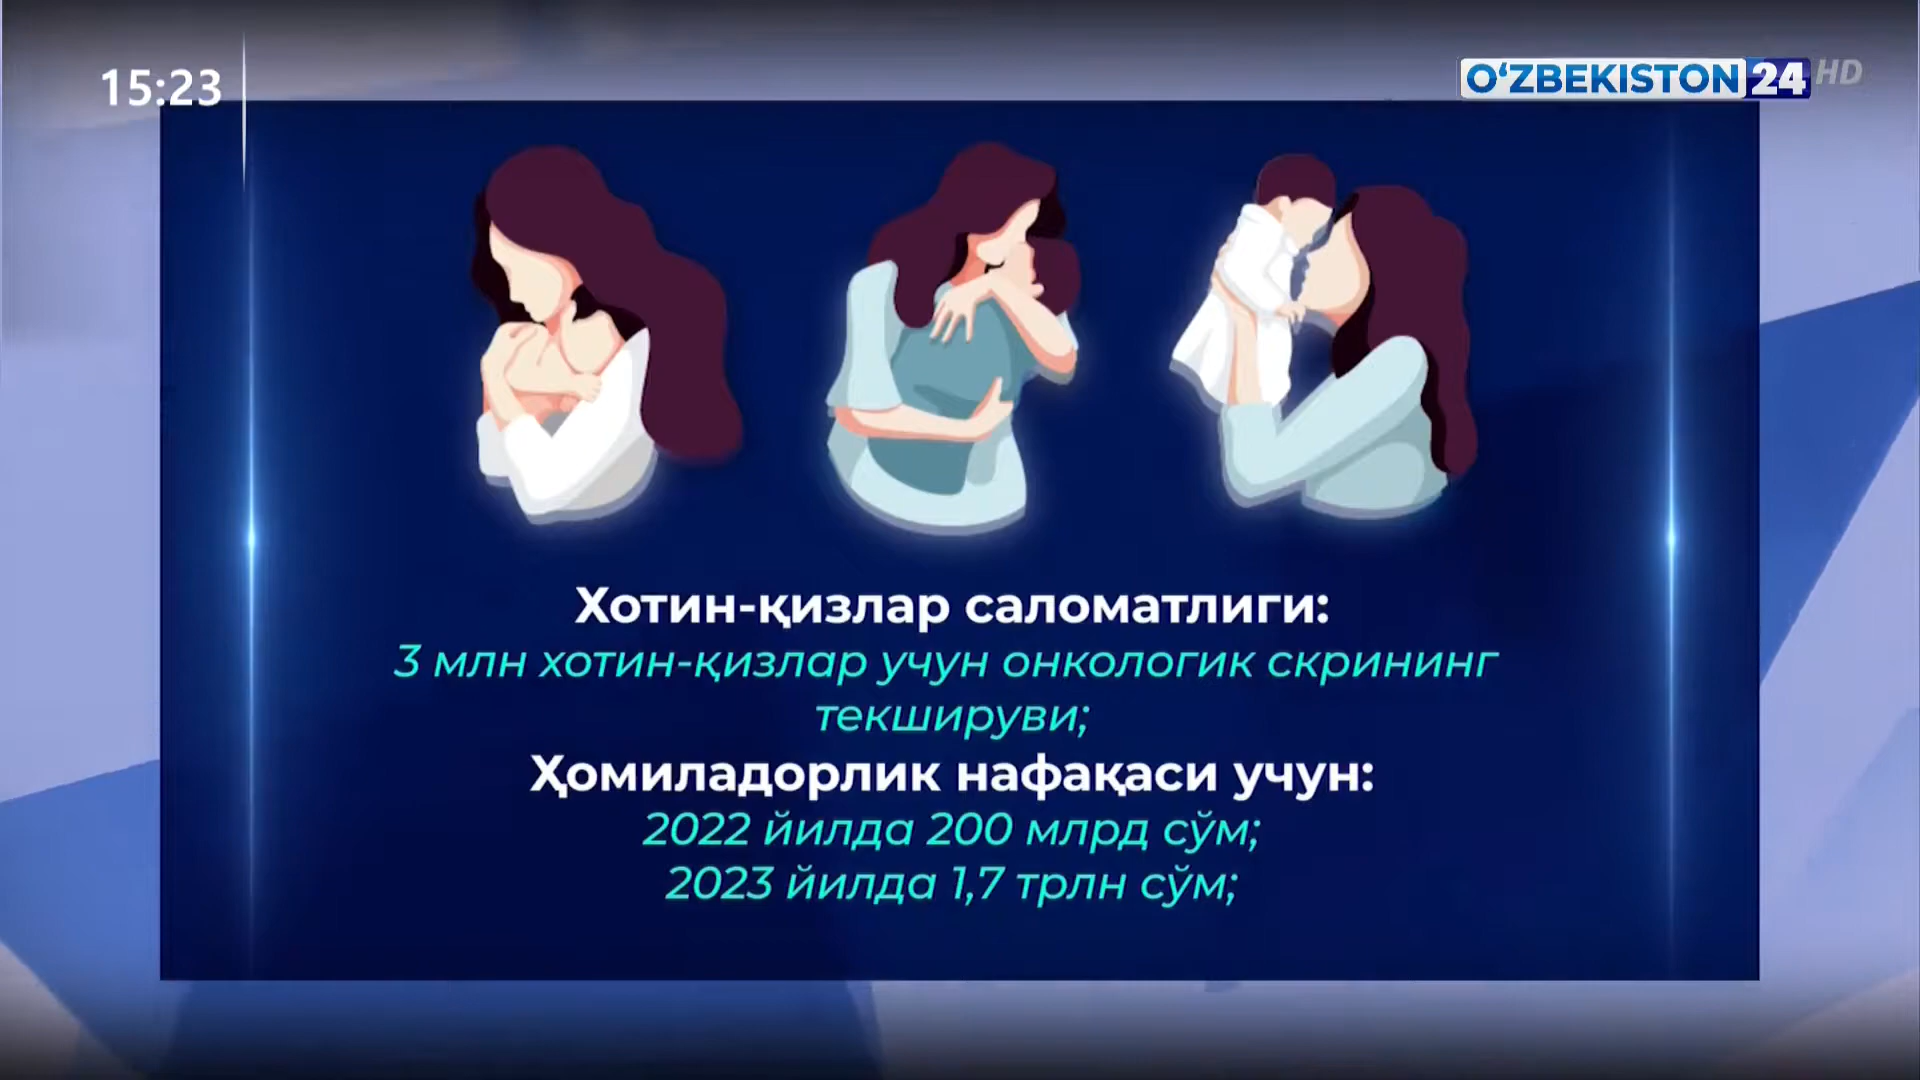 15:23
O‘ZBEKISTON 24 HD
Хотин-қизлар саломатлиги:
3 млн хотин-қизлар учун онкологик скрининг
текшируви;
Ҳомиладорлик нафақаси учун:
2022 йилда 200 млрд сўм;
2023 йилда 1,7 трлн сўм;